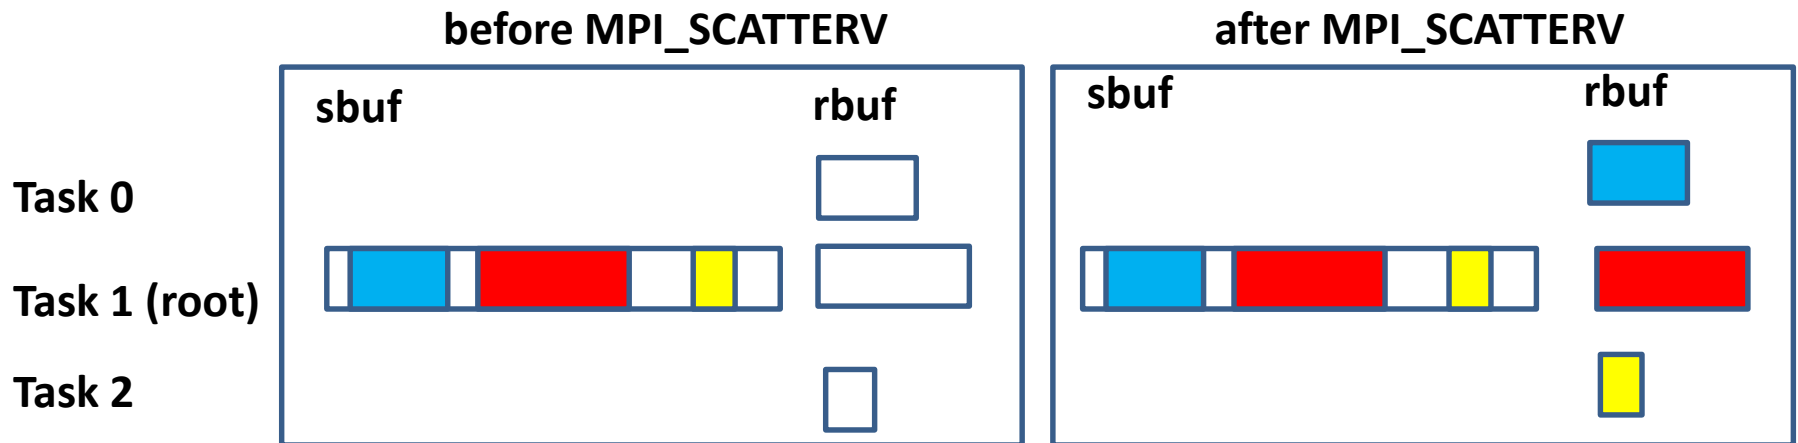 before MPI_SCATTERV
after MPI_SCATTERV
sbuf
rbuf
sbuf
rbuf
Task 0
Task 1 (root)
Task 2